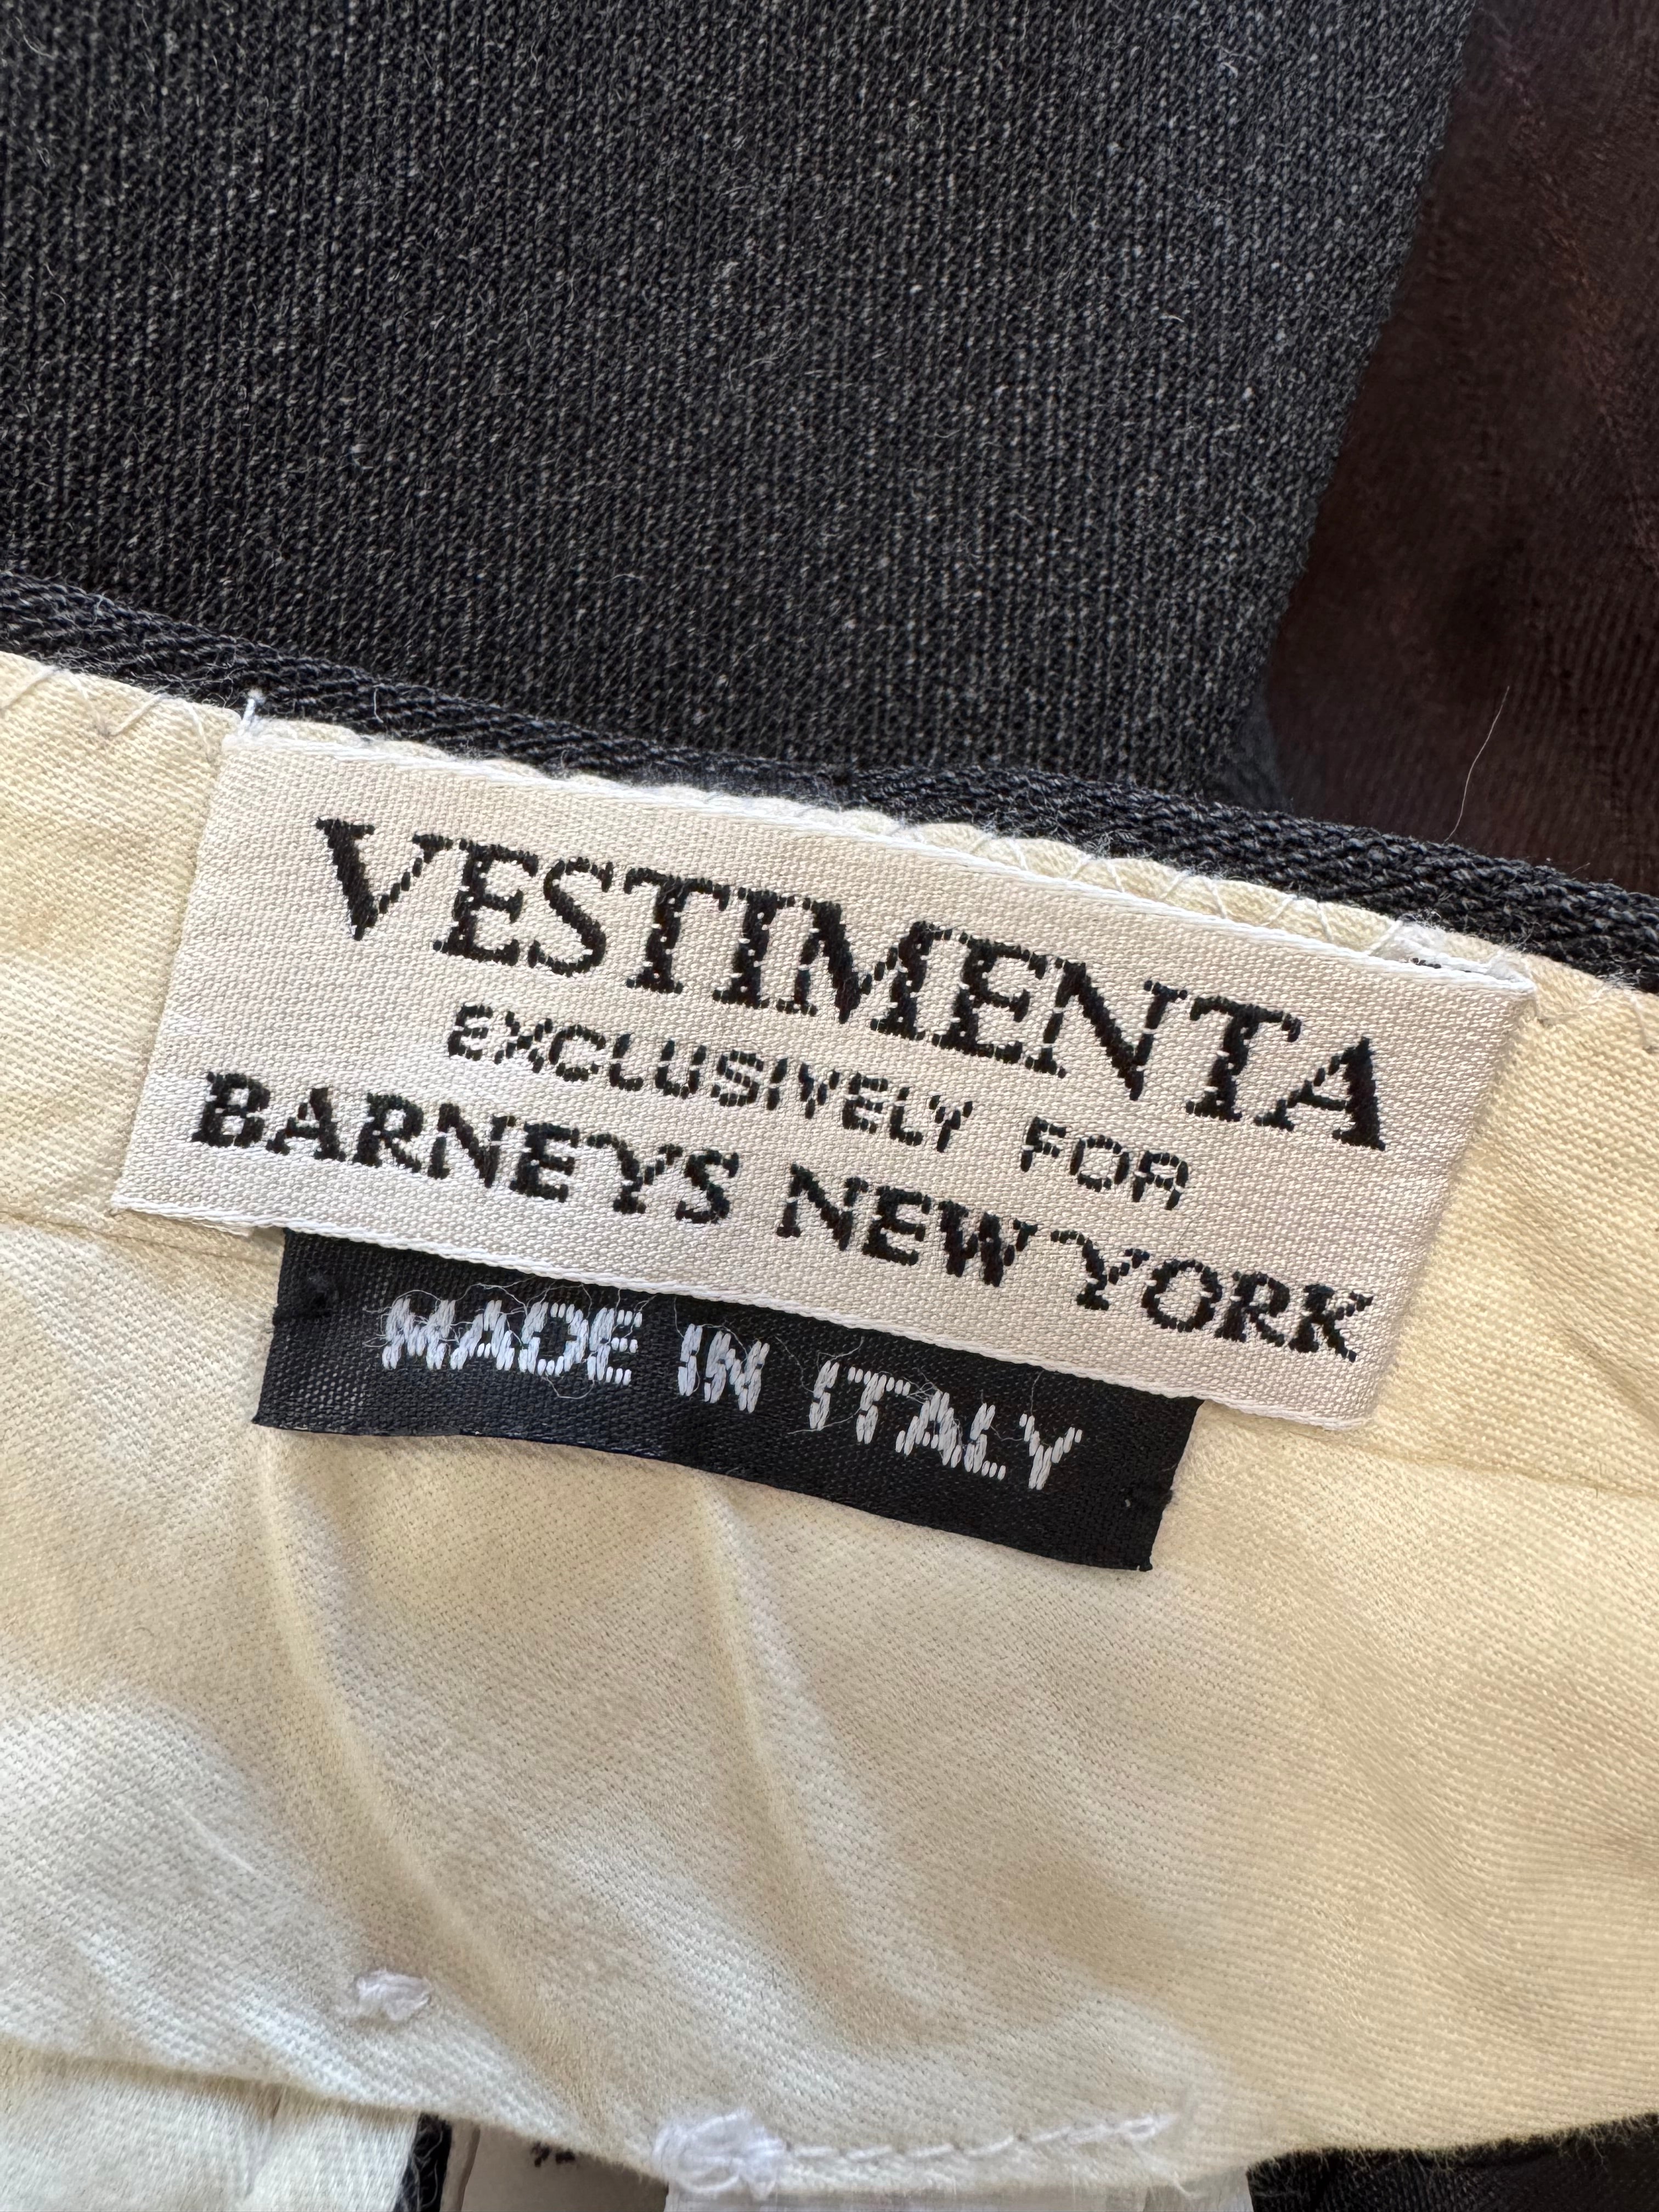 VESTIMENTA
EXCLUSIVELY FOR
BARNEYS NEW YORK
MADE IN ITALY